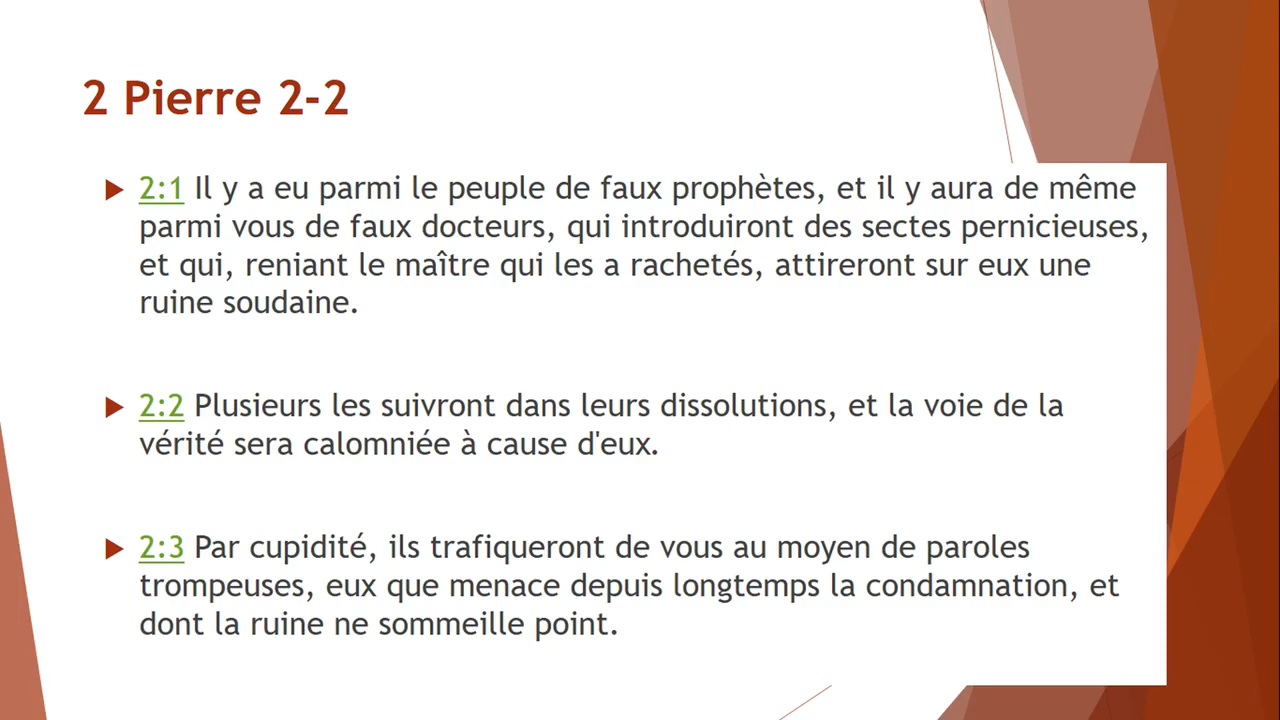 2 Pierre 2-2
2:1 Il y a eu parmi le peuple de faux prophètes, et il y aura de même
parmi vous de faux docteurs, qui introduiront des sectes pernicieuses,
et qui, reniant le maître qui les a rachetés, attireront sur eux une
ruine soudaine.
2:2 Plusieurs les suivront dans leurs dissolutions, et la voie de la
vérité sera calomniée à cause d'eux.
2:3 Par cupidité, ils trafiqueront de vous au moyen de paroles
trompeuses, eux que menace depuis longtemps la condamnation, et
dont la ruine ne sommeille point.